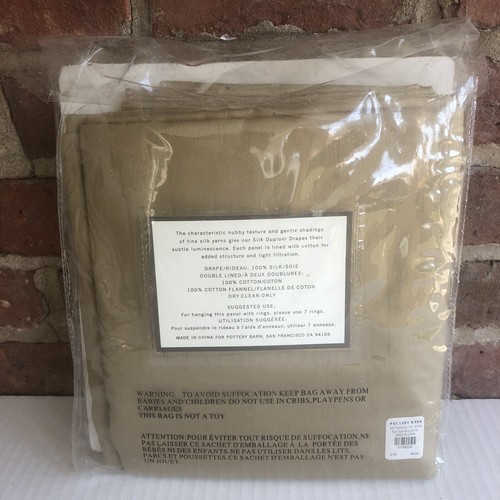 The characteristic nubby texture and gentle shadings
of fine silk yarns give our Silk Dupioni Drapes their
subtle luminescence. Each panel is lined with cotton for
added structure and light filtration.
DRAPE/RIDEAU: 100% SILK/SOIE
DOUBLE LINED/À DEUX DOUBLURES:
100% COTTON/COTON
100% COTTON FLANNEL/FLANELLE DE COTON
DRY CLEAN ONLY
SUGGESTED USE:
For hanging this panel with rings, please use 7 rings.
UTILISATION SUGGÉRÉE:
Pour suspendre le rideau à l'aide d'anneaux, utiliser 7 anneaux.
MADE IN CHINA FOR POTTERY BARN, SAN FRANCISCO CA 94109
WARNING: TO AVOID SUFFOCATION KEEP BAG AWAY FROM
BABIES AND CHILDREN DO NOT USE IN CRIBS, PLAYPENS OR
CARRIAGES
THIS BAG IS NOT A TOY.
ATTENTION:POUR ÉVITER TOUT RISQUE DE SUFFOCATION,NE
PAS LAISSER CE SACHET D'EMBALLAGE À LA PORTÉE DES
BÉBÉS NI DES ENFANTS.NE PAS UTILISER DANS LES LITS,
PARCS ET POUSSETTES CE SACHET D'EMBALLAGE N'EST PAS
UN JOUET
POTTERY BARN